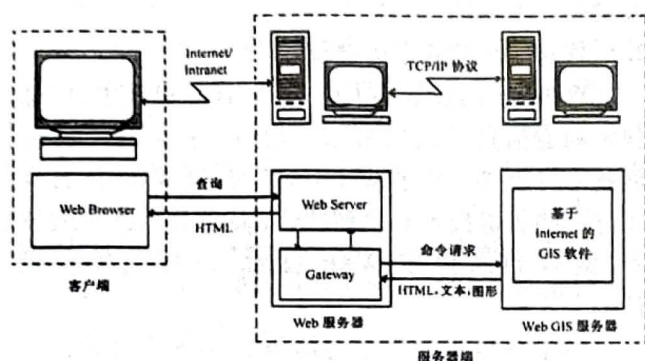 Internet/
Intranet
TCP/IP 协议
Web Browser
查询
HTML
Web Server
Gateway
命令请求
HTML，文本，图形
基于
Internet 的
GIS 软件
客户端
Web 服务器
Web GIS 服务器
服务器端